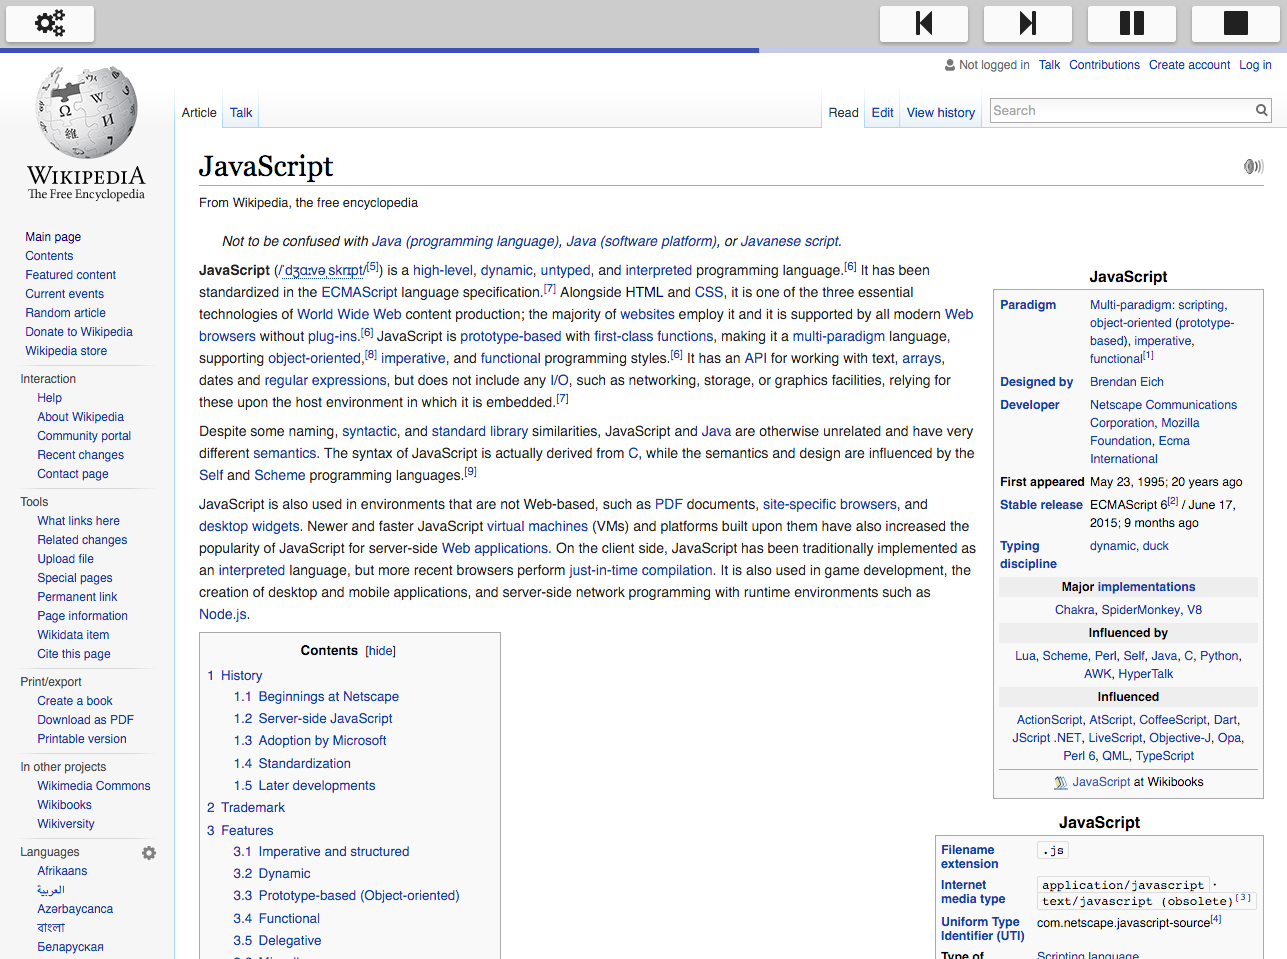 Not logged in Talk Contributions Create account Log in
Article Talk Read Edit View history Search
WIKIPEDIA
The Free Encyclopedia
Main page
Contents
Featured content
Current events
Random article
Donate to Wikipedia
Wikipedia store
Interaction
Help
About Wikipedia
Community portal
Recent changes
Contact page
Tools
What links here
Related changes
Upload file
Special pages
Permanent link
Page information
Wikidata item
Cite this page
Print/export
Create a book
Download as PDF
Printable version
In other projects
Wikimedia Commons
Wikibooks
Wikiversity
Languages
Afrikaans
العربية
Azərbaycanca
বাংলা
Беларуская
JavaScript
From Wikipedia, the free encyclopedia
Not to be confused with Java (programming language), Java (software platform), or Javanese script.
JavaScript (/ˈdʒɑːvəˌskrɪpt/[5]) is a high-level, dynamic, untyped, and interpreted programming language.[6] It has been
standardized in the ECMAScript language specification.[7] Alongside HTML and CSS, it is one of the three essential
technologies of World Wide Web content production; the majority of websites employ it and it is supported by all modern Web
browsers without plug-ins.[6] JavaScript is prototype-based with first-class functions, making it a multi-paradigm language,
supporting object-oriented,[8] imperative, and functional programming styles.[6] It has an API for working with text, arrays,
dates and regular expressions, but does not include any I/O, such as networking, storage, or graphics facilities, relying for
these upon the host environment in which it is embedded.[7]
Despite some naming, syntactic, and standard library similarities, JavaScript and Java are otherwise unrelated and have very
different semantics. The syntax of JavaScript is actually derived from C, while the semantics and design are influenced by the
Self and Scheme programming languages.[9]
JavaScript is also used in environments that are not Web-based, such as PDF documents, site-specific browsers, and
desktop widgets. Newer and faster JavaScript virtual machines (VMs) and platforms built upon them have also increased the
popularity of JavaScript for server-side Web applications. On the client side, JavaScript has been traditionally implemented as
an interpreted language, but more recent browsers perform just-in-time compilation. It is also used in game development, the
creation of desktop and mobile applications, and server-side network programming with runtime environments such as
Node.js.
Contents [hide]
1 History
1.1 Beginnings at Netscape
1.2 Server-side JavaScript
1.3 Adoption by Microsoft
1.4 Standardization
1.5 Later developments
2 Trademark
3 Features
3.1 Imperative and structured
3.2 Dynamic
3.3 Prototype-based (Object-oriented)
3.4 Functional
3.5 Delegative
JavaScript
Paradigm Multi-paradigm: scripting,
object-oriented (prototype-
based), imperative,
functional[1]
Designed by Brendan Eich
Developer Netscape Communications
Corporation, Mozilla
Foundation, Ecma
International
First appeared May 23, 1995; 20 years ago
Stable release ECMAScript 6[2] / June 17,
2015; 9 months ago
Typing dynamic, duck
discipline
Major implementations
Chakra, SpiderMonkey, V8
Influenced by
Lua, Scheme, Perl, Self, Java, C, Python,
AWK, HyperTalk
Influenced
ActionScript, AtScript, CoffeeScript, Dart,
JScript .NET, LiveScript, Objective-J, Opa,
Perl 6, QML, TypeScript
JavaScript at Wikibooks
JavaScript
Filename .js
extension
Internet application/javascript ·
media type text/javascript (obsolete)[3]
Uniform Type com.netscape.javascript-source[4]
Identifier (UTI)
Type of Scripting language